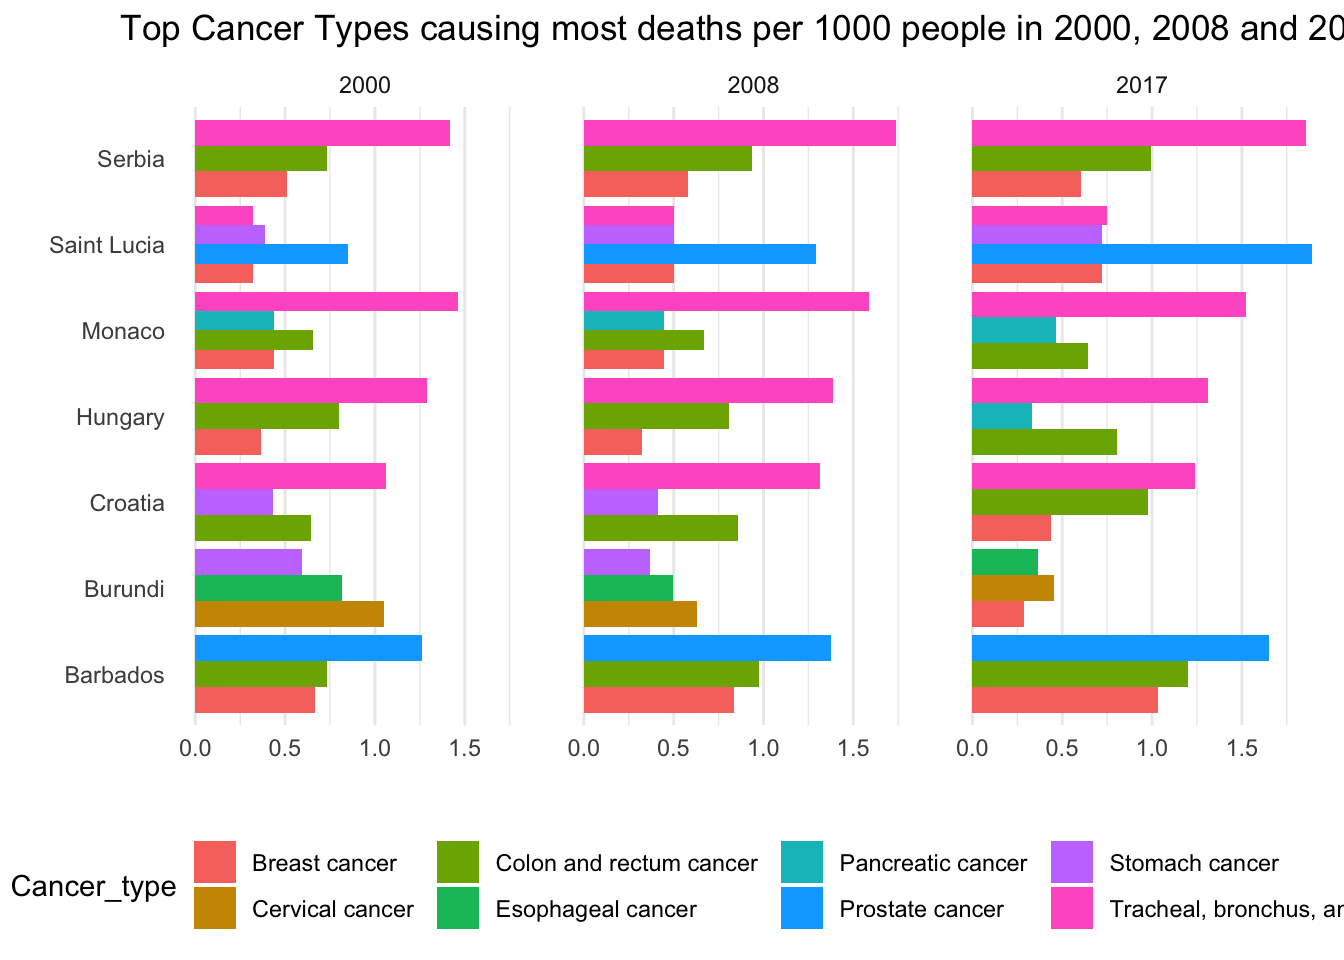 Top Cancer Types causing most deaths per 1000 people in 2000, 2008 and 20
2000 2008 2017
Serbia
Saint Lucia
Monaco
Hungary
Croatia
Burundi
Barbados
0.0 0.5 1.0 1.5 0.0 0.5 1.0 1.5 0.0 0.5 1.0 1.5
Cancer_type
Breast cancer Colon and rectum cancer Pancreatic cancer Stomach cancer
Cervical cancer Esophageal cancer Prostate cancer Tracheal, bronchus,